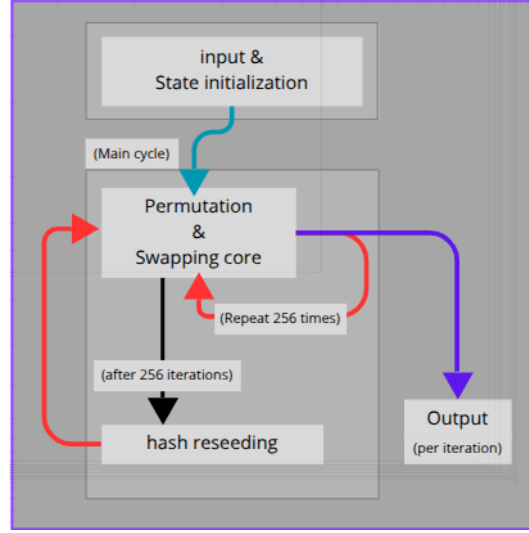 input &
State initialization
(Main cycle)
Permutation
&
Swapping core
(Repeat 256 times)
(after 256 iterations)
hash reseeding
Output
(per iteration)